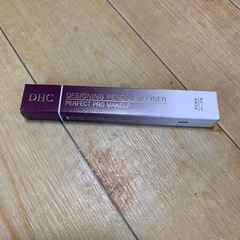 DHC
DESIGNING PENCIL EYELINER
PERFECT PRO MAKEUP